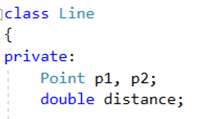 class Line
{
private:
Point p1, p2;
double distance;